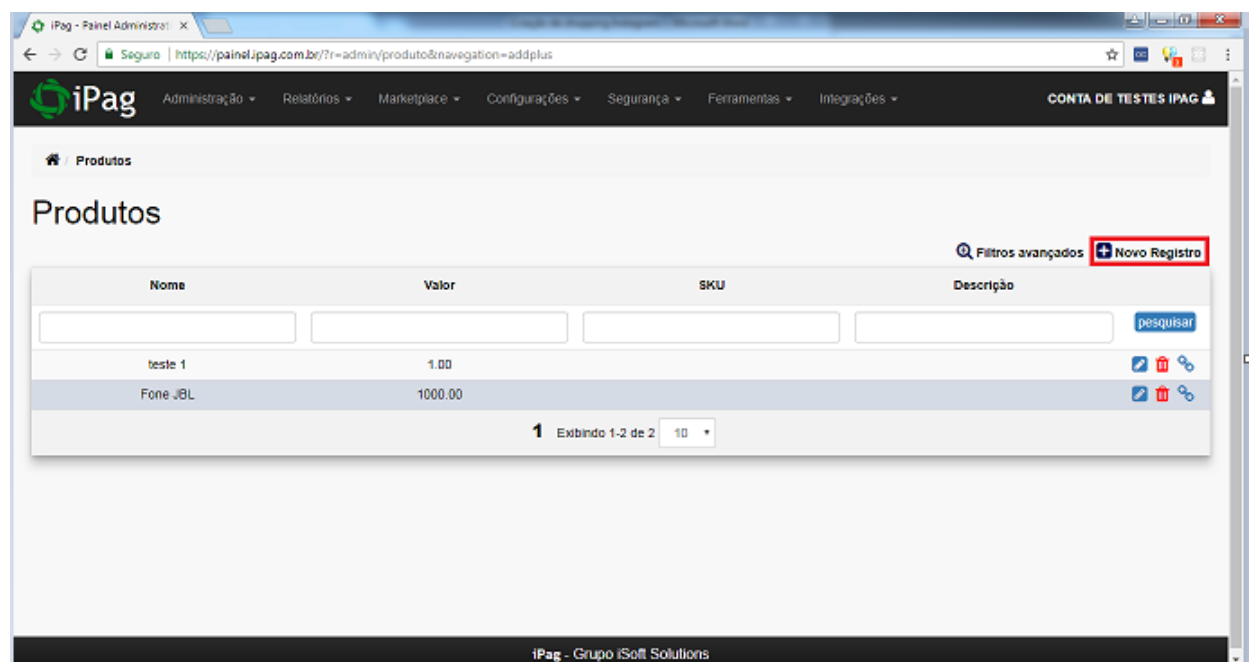 iPag - Painel Administrati
Seguro | https://painel.ipag.com.br/?r=admin/produto&navegation=addplus
iPag Administração Relatórios Marketplace Configurações Segurança Ferramentas Integrações CONTA DE TESTES IPAG
/ Produtos
Produtos
Filtros avançados Novo Registro
Nome Valor SKU Descrição
pesquisar
teste 1 1.00
Fone JBL 1000.00
1 Exibindo 1-2 de 2 10
iPag - Grupo iSoft Solutions